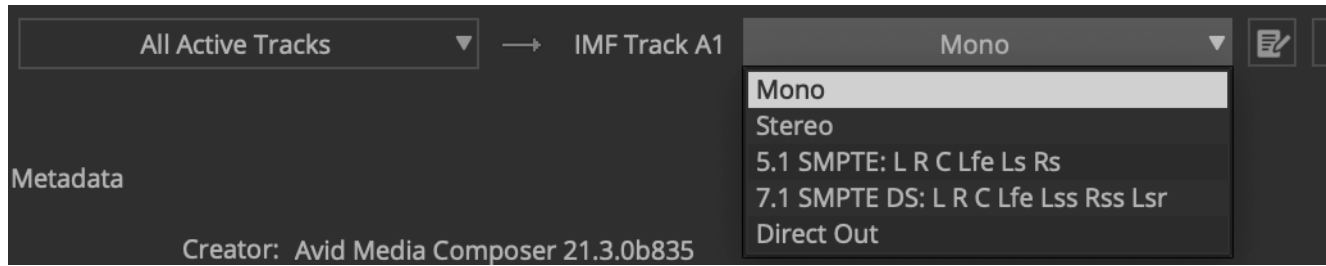 All Active Tracks IMF Track A1 Mono
Mono
Stereo
5.1 SMPTE: L R C Lfe Ls Rs
Metadata
7.1 SMPTE DS: L R C Lfe Lss Rss Lsr
Direct Out
Creator: Avid Media Composer 21.3.0b835